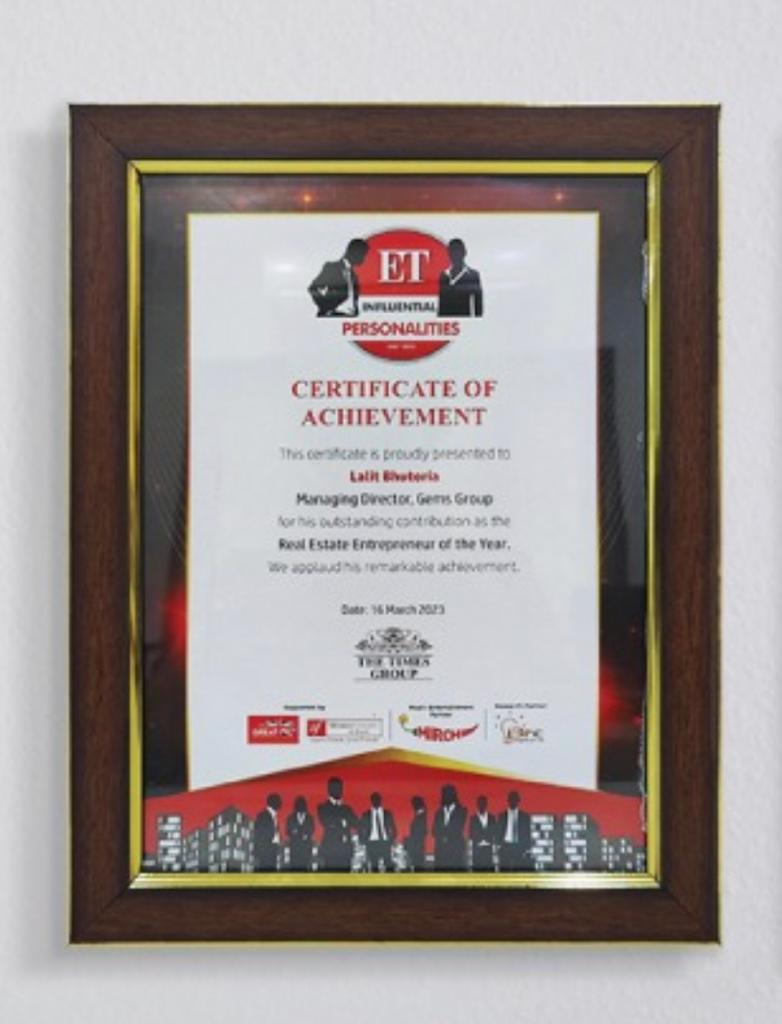 ET
INFLUENTIAL
PERSONALITIES
CERTIFICATE OF
ACHIEVEMENT
This certificate is proudly presented to
Lalit Bhutoria
Managing Director, Gems Group
for his outstanding contribution as the
Real Estate Entrepreneur of the Year.
We applaud his remarkable achievement.
Date: 16 March 2023
THE TIMES
GROUP
GREAT
MIRCHI